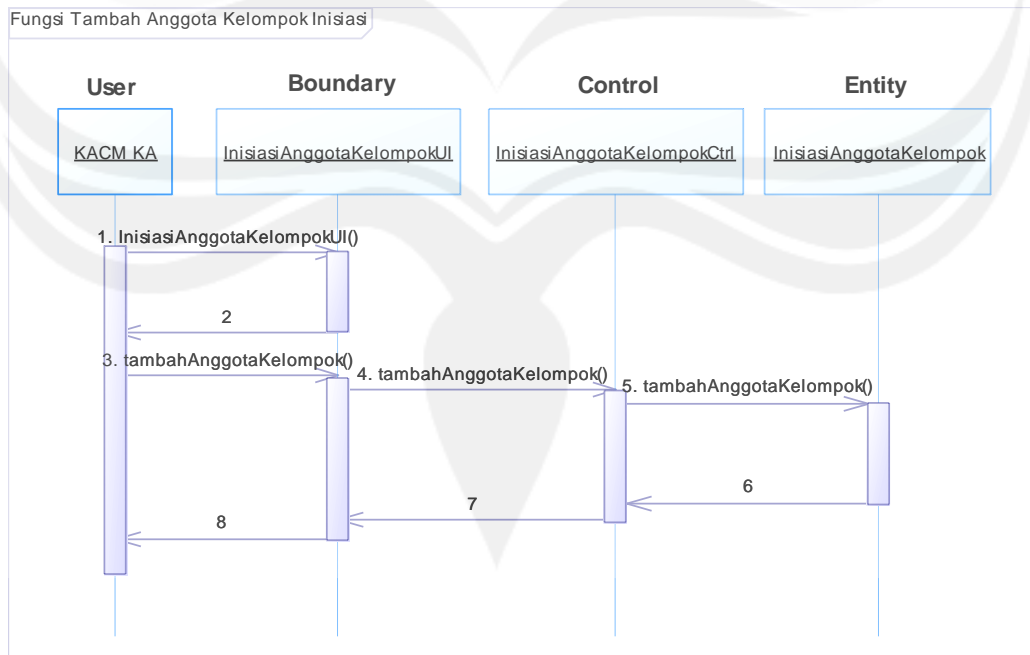 Fungsi Tambah Anggota Kelompok Inisiasi
User
Boundary
Control
Entity
KACM KA
InisiasiAnggotaKelompokUI
InisiasiAnggotaKelompokCtrl
InisiasiAnggotaKelompok
1. InisiasiAnggotaKelompokUI()
2
3. tambahAnggotaKelompok()
4. tambahAnggotaKelompok()
5. tambahAnggotaKelompok()
6
7
8